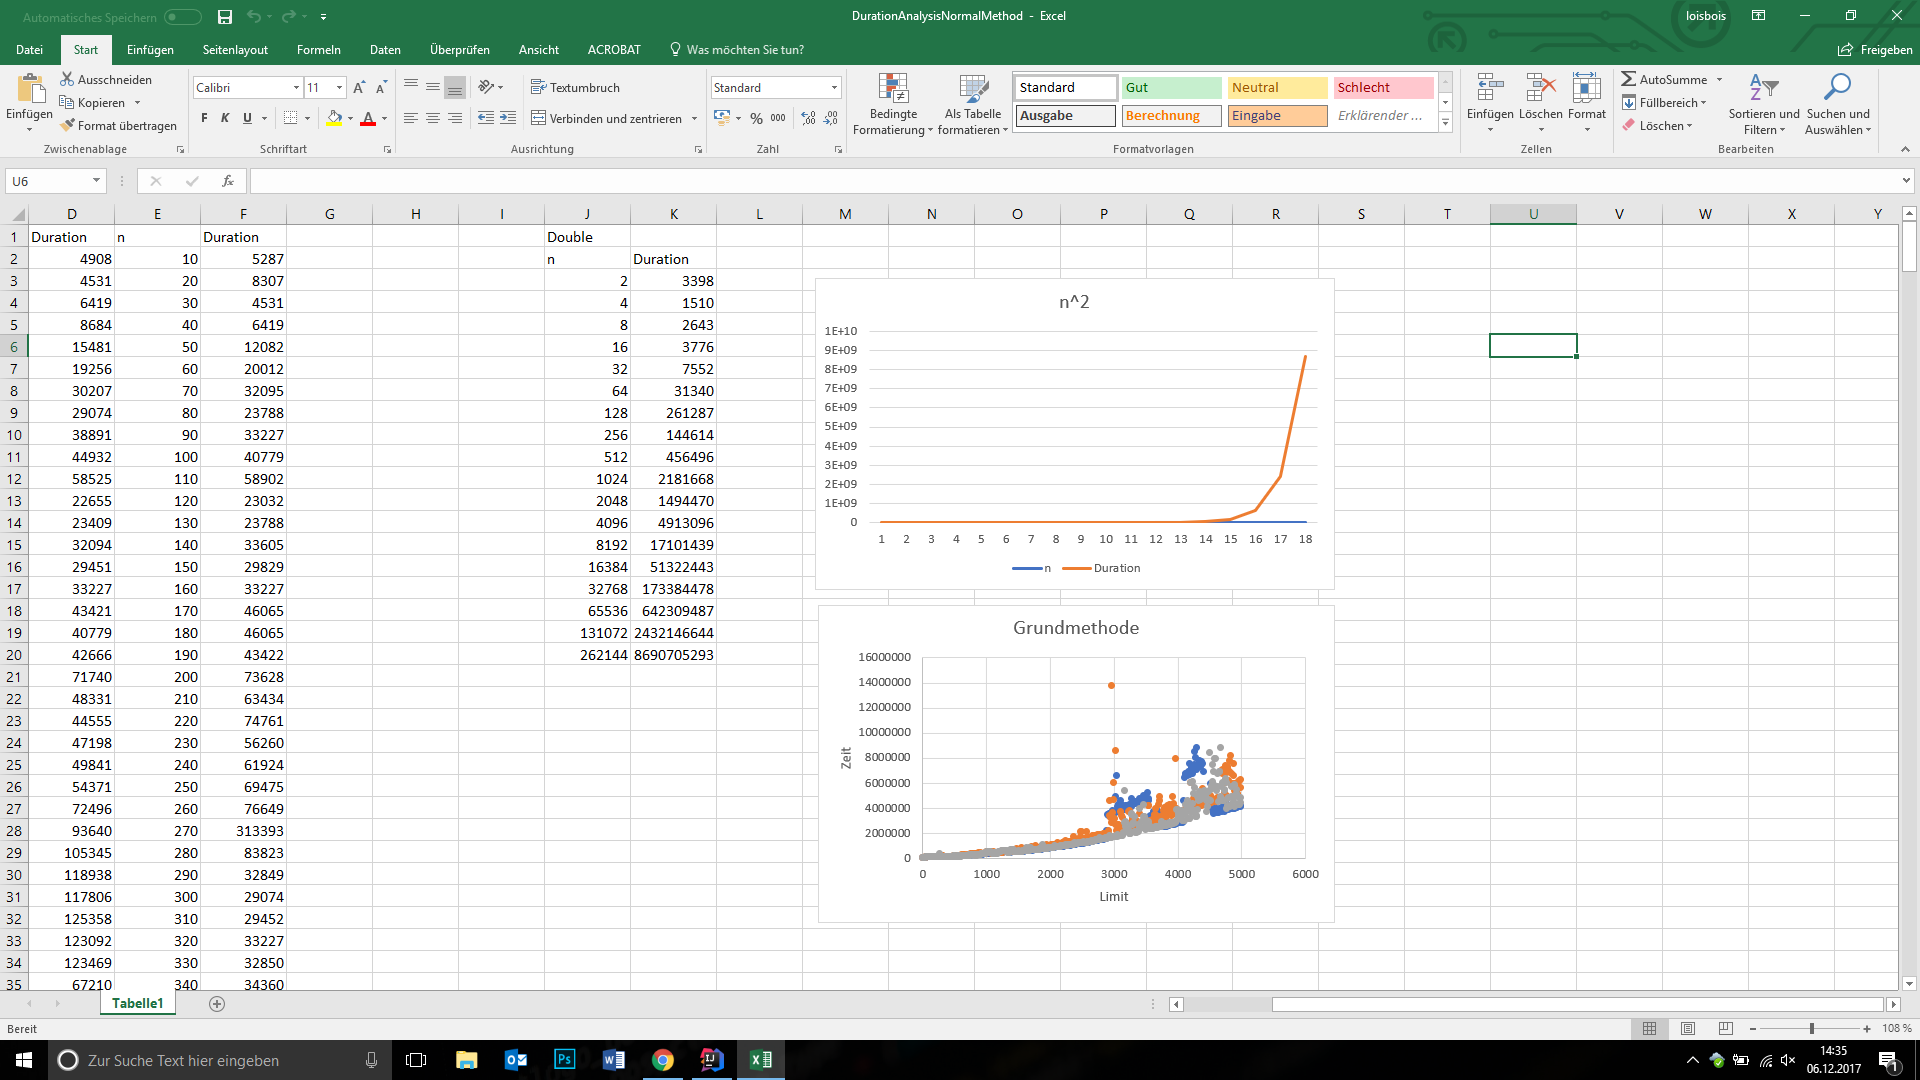 Automatisches Speichern
DurationAnalysisNormalMethod - Excel
loisbois
Datei Start Einfügen Seitenlayout Formeln Daten Überprüfen Ansicht ACROBAT Was möchten Sie tun? Freigeben
Einfügen
Ausschneiden
Kopieren
Format übertragen
Zwischenablage
Calibri 11
F K U
Schriftart
Textumbruch
Verbinden und zentrieren
Ausrichtung
Standard
% 000
Zahl
Bedingte Formatierung
Als Tabelle formatieren
Standard Gut Neutral Schlecht
Ausgabe Berechnung Eingabe Erklärender ...
Formatvorlagen
Einfügen Löschen Format
Zellen
AutoSumme
Füllbereich
Löschen
Sortieren und Filtern
Suchen und Auswählen
Bearbeiten
U6 fx
D E F G H I J K L M N O P Q R S T U V W X Y
1 Duration n Duration Double
2 4908 10 5287 n Duration
3 4531 20 8307 2 3398
4 6419 30 4531 4 1510
5 8684 40 6419 8 2643
6 15481 50 12082 16 3776
7 19256 60 20012 32 7552
8 30207 70 32095 64 31340
9 29074 80 23788 128 261287
10 38891 90 33227 256 144614
11 44932 100 40779 512 456496
12 58525 110 58902 1024 2181668
13 22655 120 23032 2048 1494470
14 23409 130 23788 4096 4913096
15 32094 140 33605 8192 17101439
16 29451 150 29829 16384 51322443
17 33227 160 33227 32768 173384478
18 43421 170 46065 65536 642309487
19 40779 180 46065 131072 2432146644
20 42666 190 43422 262144 8690705293
21 71740 200 73628
22 48331 210 63434
23 44555 220 74761
24 47198 230 56260
25 49841 240 61924
26 54371 250 69475
27 72496 260 76649
28 93640 270 313393
29 105345 280 83823
30 118938 290 32849
31 117806 300 29074
32 125358 310 29452
33 123092 320 33227
34 123469 330 32850
35 67210 340 34360
n^2
1E+10
9E+09
8E+09
7E+09
6E+09
5E+09
4E+09
3E+09
2E+09
1E+09
0
1 2 3 4 5 6 7 8 9 10 11 12 13 14 15 16 17 18
n Duration
Grundmethode
16000000
14000000
12000000
10000000
8000000
6000000
4000000
2000000
0
Zeit
0 1000 2000 3000 4000 5000 6000
Limit
Tabelle1
Bereit
108 %
Zur Suche Text hier eingeben
14:35
06.12.2017
1